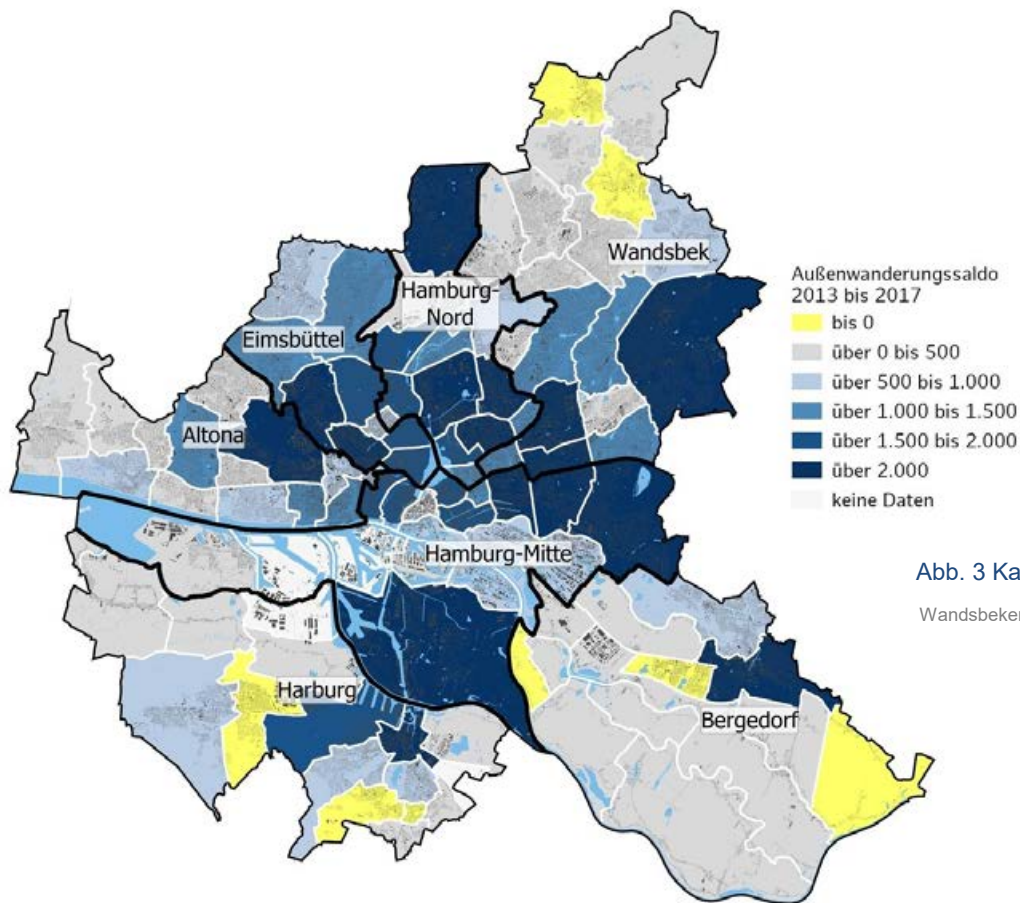 Wandsbek
Hamburg-
Nord
Eimsbüttel
Altona
Hamburg-Mitte
Harburg
Bergedorf
Außenwanderungssaldo
2013 bis 2017
bis 0
über 0 bis 500
über 500 bis 1.000
über 1.000 bis 1.500
über 1.500 bis 2.000
über 2.000
keine Daten
Abb. 3 Ka
Wandsbeker